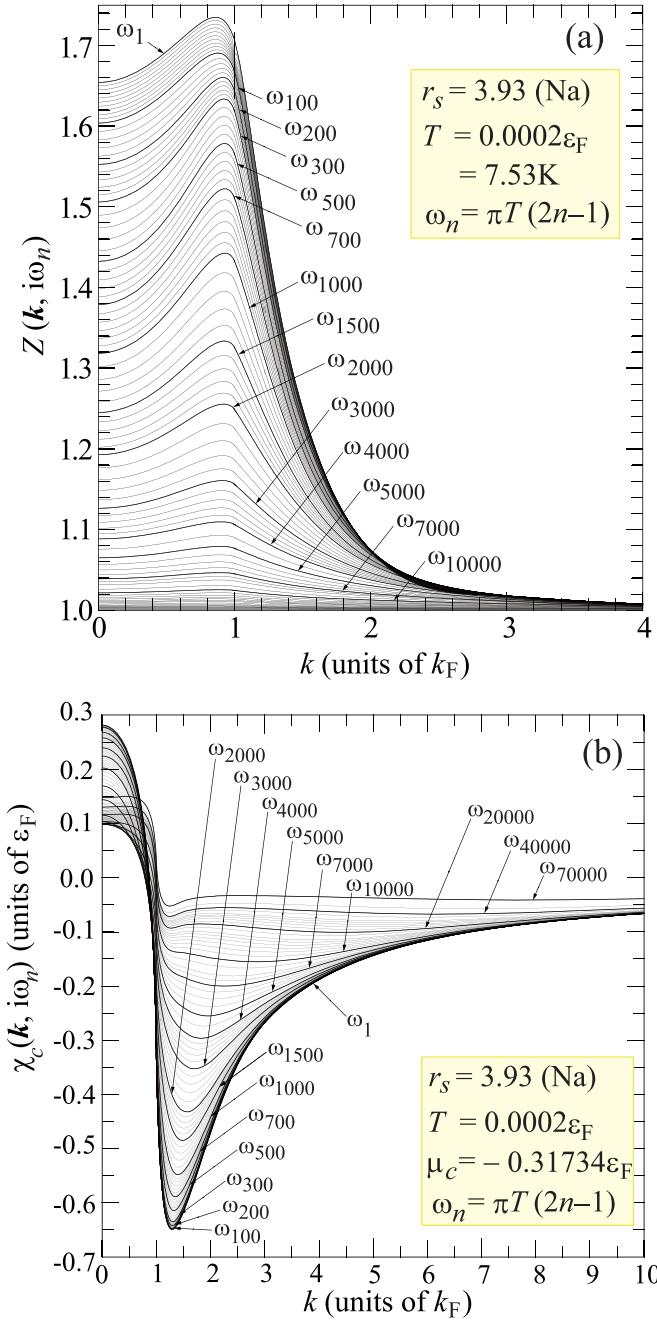 1.7
1.6
1.5
1.4
1.3
1.2
1.1
1.0
Z (k, iωn)
0
1
2
3
4
k (units of kF)
(a)
rs = 3.93 (Na)
T = 0.0002εF
= 7.53K
ωn = πT (2n–1)
ω1
ω100
ω200
ω300
ω500
ω700
ω1000
ω1500
ω2000
ω3000
ω4000
ω5000
ω7000
ω10000
0.3
0.2
0.1
0.0
-0.1
-0.2
-0.3
-0.4
-0.5
-0.6
-0.7
χc(k, iωn) (units of εF)
0
1
2
3
4
5
6
7
8
9
10
k (units of kF)
(b)
ω2000
ω3000
ω4000
ω5000
ω7000
ω10000
ω20000
ω40000
ω70000
ω1
ω1500
ω1000
ω700
ω500
ω300
ω200
ω100
rs = 3.93 (Na)
T = 0.0002εF
μc = – 0.31734εF
ωn = πT (2n–1)